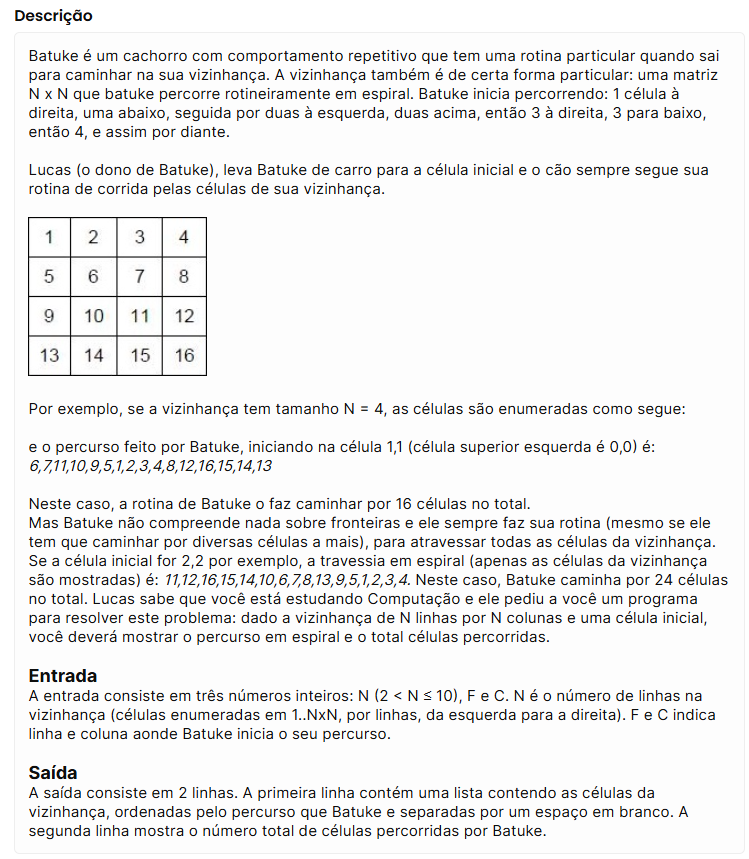 Descrição
Batuke é um cachorro com comportamento repetitivo que tem uma rotina particular quando sai
para caminhar na sua vizinhança. A vizinhança também é de certa forma particular: uma matriz
N x N que batuke percorre rotineiramente em espiral. Batuke inicia percorrendo: 1 célula à
direita, uma abaixo, seguida por duas à esquerda, duas acima, então 3 à direita, 3 para baixo,
então 4, e assim por diante.
Lucas (o dono de Batuke), leva Batuke de carro para a célula inicial e o cão sempre segue sua
rotina de corrida pelas células de sua vizinhança.
1 2 3 4
5 6 7 8
9 10 11 12
13 14 15 16
Por exemplo, se a vizinhança tem tamanho N = 4, as células são enumeradas como segue:
e o percurso feito por Batuke, iniciando na célula 1,1 (célula superior esquerda é 0,0) é:
6,7,11,10,9,5,1,2,3,4,8,12,16,15,14,13
Neste caso, a rotina de Batuke o faz caminhar por 16 células no total.
Mas Batuke não compreende nada sobre fronteiras e ele sempre faz sua rotina (mesmo se ele
tem que caminhar por diversas células a mais), para atravessar todas as células da vizinhança.
Se a célula inicial for 2,2 por exemplo, a travessia em espiral (apenas as células da vizinhança
são mostradas) é: 11,12,16,15,14,10,6,7,8,13,9,5,1,2,3,4. Neste caso, Batuke caminha por 24 células
no total. Lucas sabe que você está estudando Computação e ele pediu a você um programa
para resolver este problema: dado a vizinhança de N linhas por N colunas e uma célula inicial,
você deverá mostrar o percurso em espiral e o total células percorridas.
Entrada
A entrada consiste em três números inteiros: N (2 < N ≤ 10), F e C. N é o número de linhas na
vizinhança (células enumeradas em 1..NxN, por linhas, da esquerda para a direita). F e C indica
linha e coluna aonde Batuke inicia o seu percurso.
Saída
A saída consiste em 2 linhas. A primeira linha contém uma lista contendo as células da
vizinhança, ordenadas pelo percurso que Batuke e separadas por um espaço em branco. A
segunda linha mostra o número total de células percorridas por Batuke.